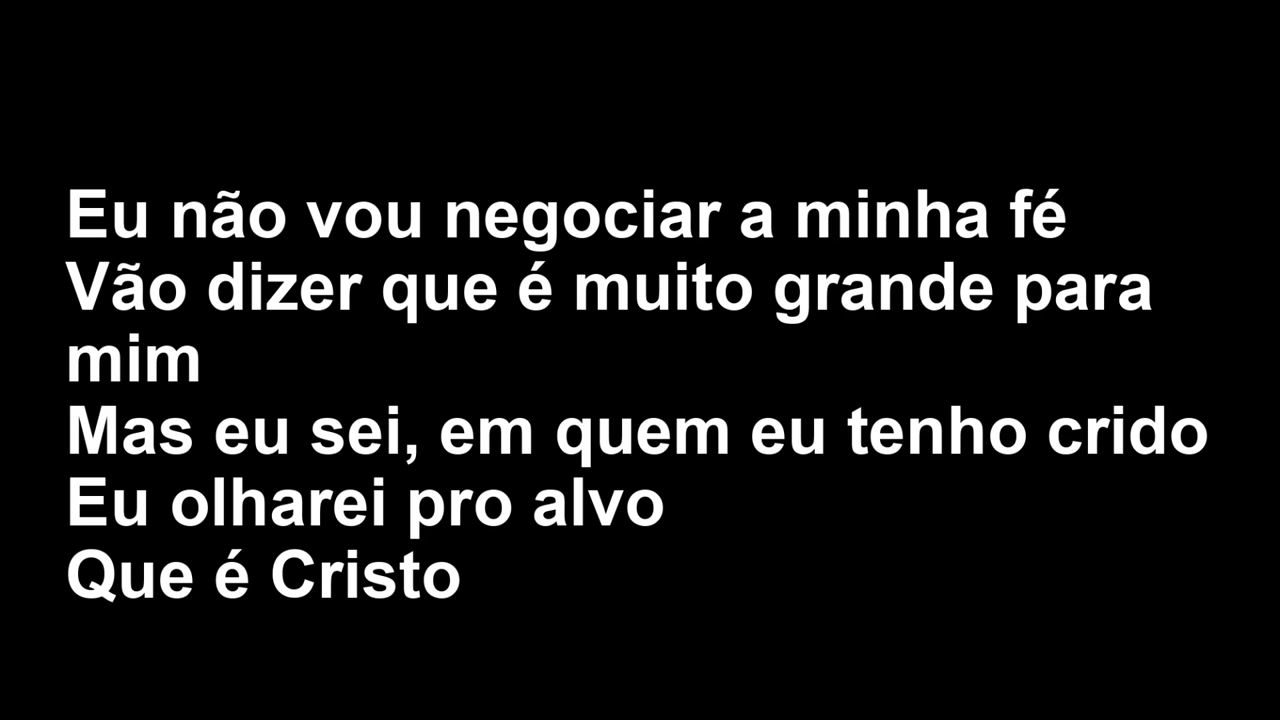 Eu não vou negociar a minha fé
Vão dizer que é muito grande para
mim
Mas eu sei, em quem eu tenho crido
Eu olharei pro alvo
Que é Cristo